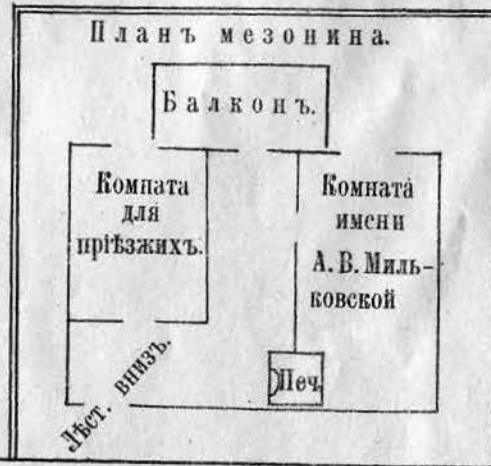 Планъ мезонина.
Балконъ.
Комната
для
пріѣзжихъ.
Комната
имени
А. В. Миль-
ковской
Печ.
Лѣст. внизъ.